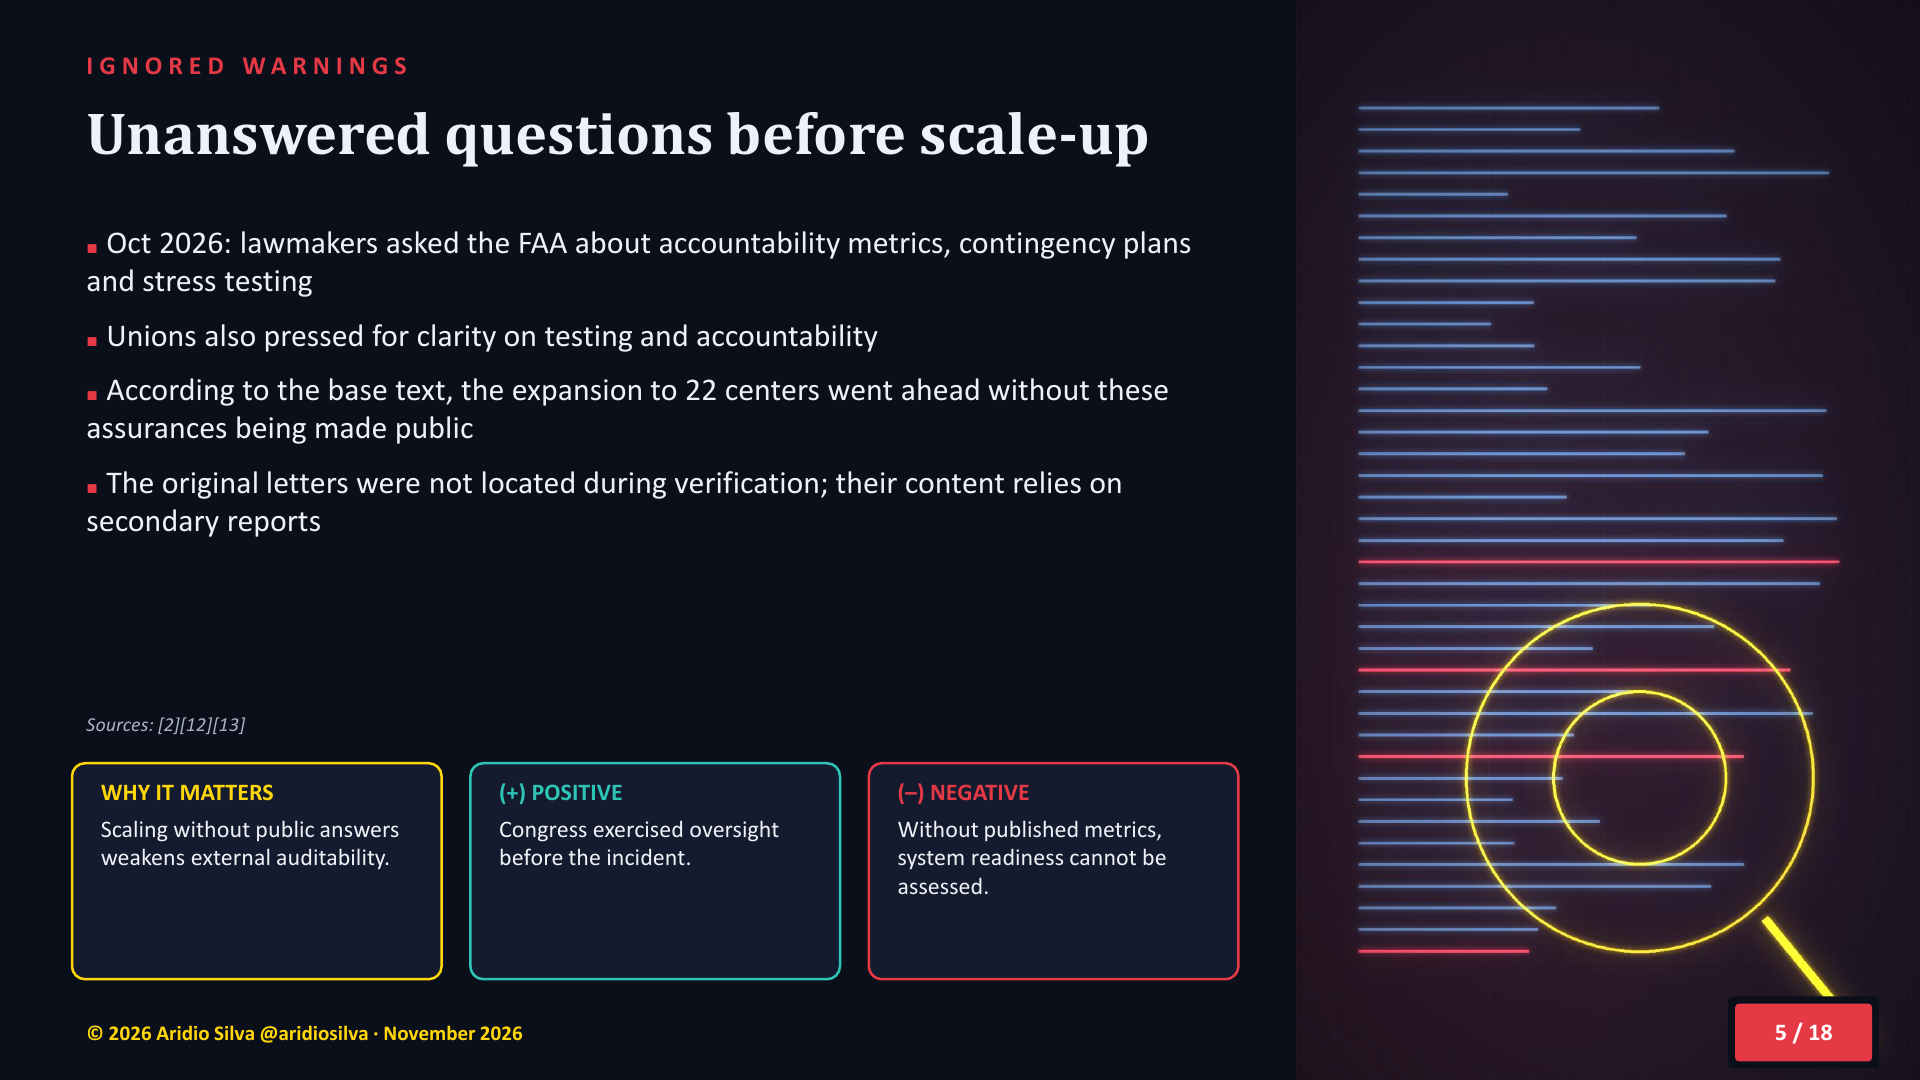 IGNORED WARNINGS
Unanswered questions before scale-up
▪ Oct 2026: lawmakers asked the FAA about accountability metrics, contingency plans
and stress testing
▪ Unions also pressed for clarity on testing and accountability
▪ According to the base text, the expansion to 22 centers went ahead without these
assurances being made public
▪ The original letters were not located during verification; their content relies on
secondary reports
Sources: [2][12][13]
WHY IT MATTERS
Scaling without public answers
weakens external auditability.
(+) POSITIVE
Congress exercised oversight
before the incident.
(–) NEGATIVE
Without published metrics,
system readiness cannot be
assessed.
© 2026 Aridio Silva @aridiosilva · November 2026
5 / 18